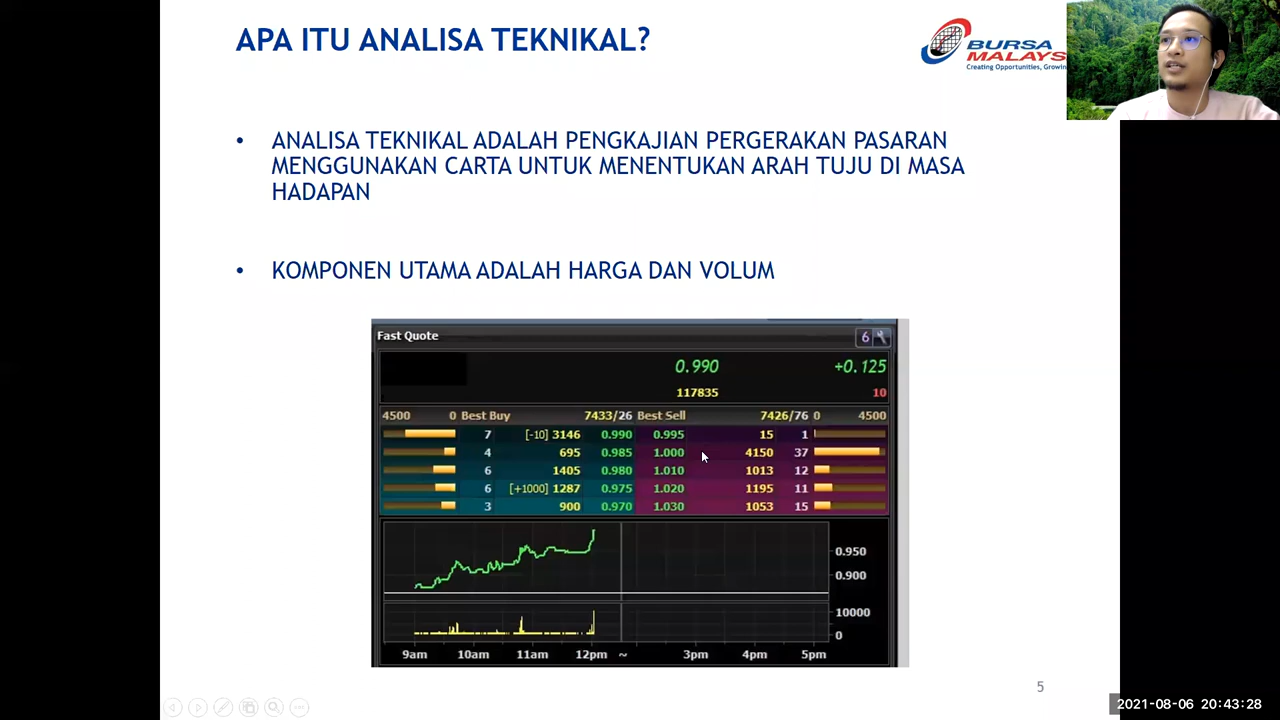 APA ITU ANALISA TEKNIKAL?
BURSA
MALAYS
Creating Opportunities, Growin
• ANALISA TEKNIKAL ADALAH PENGKAJIAN PERGERAKAN PASARAN
MENGGUNAKAN CARTA UNTUK MENENTUKAN ARAH TUJU DI MASA
HADAPAN
• KOMPONEN UTAMA ADALAH HARGA DAN VOLUM
Fast Quote 6
0.990 +0.125
117835 10
4500 0 Best Buy 7433/26 Best Sell 7426/76 0 4500
7 [-10] 3146 0.990 0.995 15 1
4 695 0.985 1.000 4150 37
6 1405 0.980 1.010 1013 12
6 [+1000] 1287 0.975 1.020 1195 11
3 900 0.970 1.030 1053 15
0.950
0.900
10000
0
9am 10am 11am 12pm ~ 3pm 4pm 5pm
5
2021-08-06 20:43:28